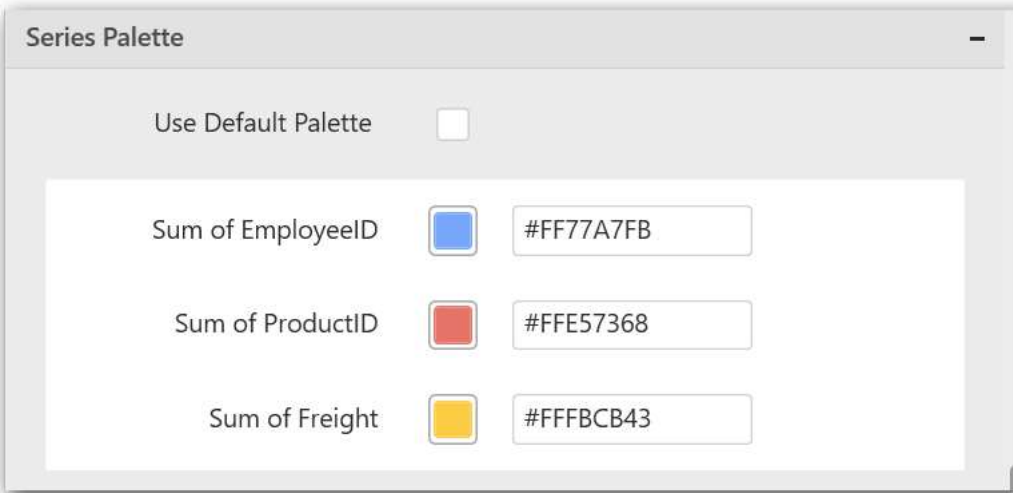 Series Palette
Use Default Palette
Sum of EmployeeID #FF77A7FB
Sum of ProductID #FFE57368
Sum of Freight #FFFBCB43